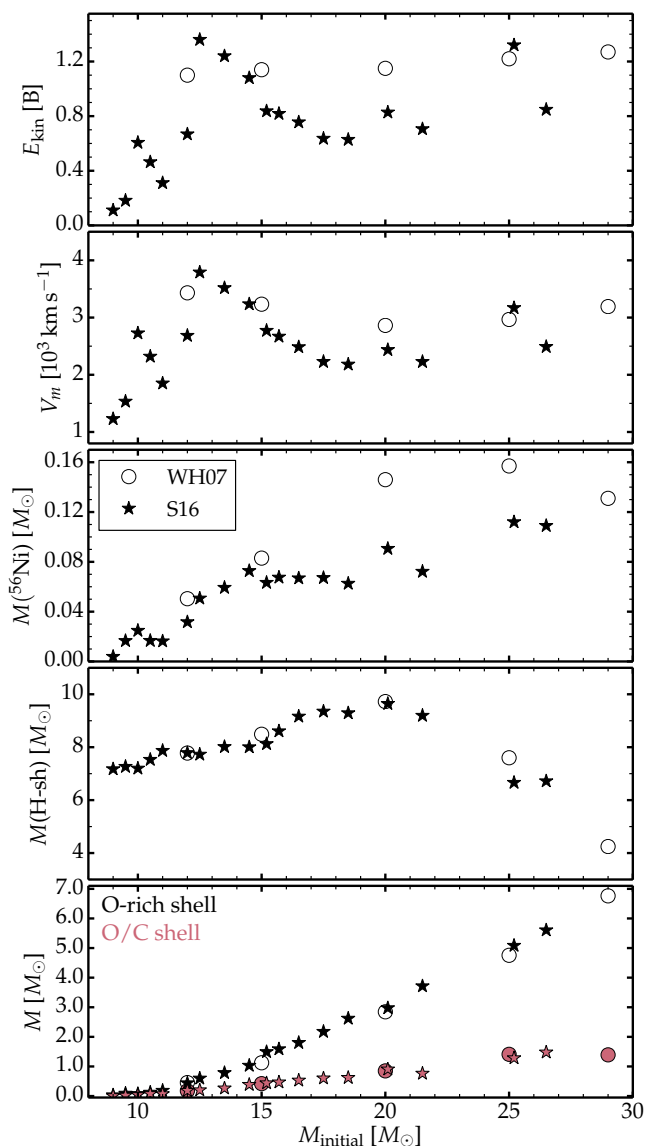 E_kin [B]
1.2
0.8
0.4
0.0
V_m [10³ km s⁻¹]
4
3
2
1
M(⁵⁶Ni) [M_⊙]
0.16
0.12
0.08
0.04
0.00
WH07
S16
M(H-sh) [M_⊙]
10
8
6
4
M [M_⊙]
7.0
6.0
5.0
4.0
3.0
2.0
1.0
0.0
O-rich shell
O/C shell
10 15 20 25 30
M_initial [M_⊙]